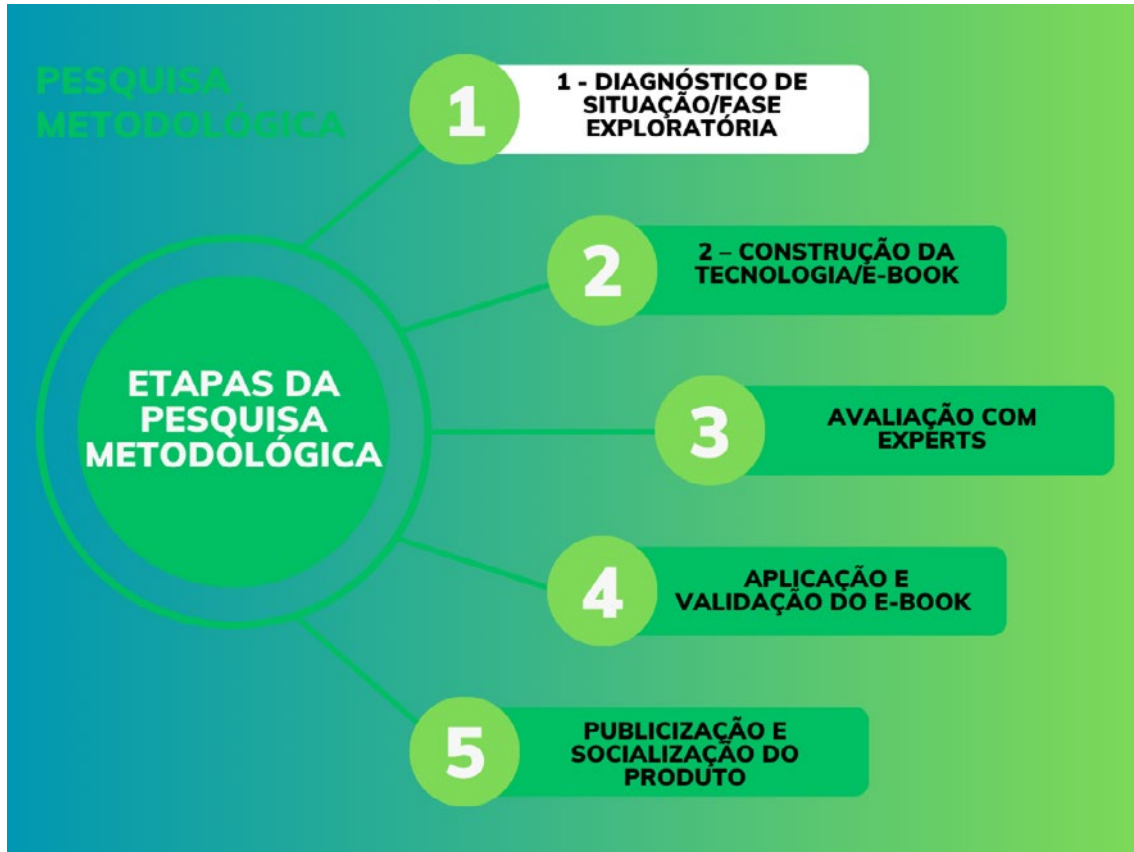 PESQUISA
METODOLÓGICA
ETAPAS DA
PESQUISA
METODOLÓGICA
1
1 - DIAGNÓSTICO DE
SITUAÇÃO/FASE
EXPLORATÓRIA
2
2 – CONSTRUÇÃO DA
TECNOLOGIA/E-BOOK
3
AVALIAÇÃO COM
EXPERTS
4
APLICAÇÃO E
VALIDAÇÃO DO E-BOOK
5
PUBLICIZAÇÃO E
SOCIALIZAÇÃO DO
PRODUTO